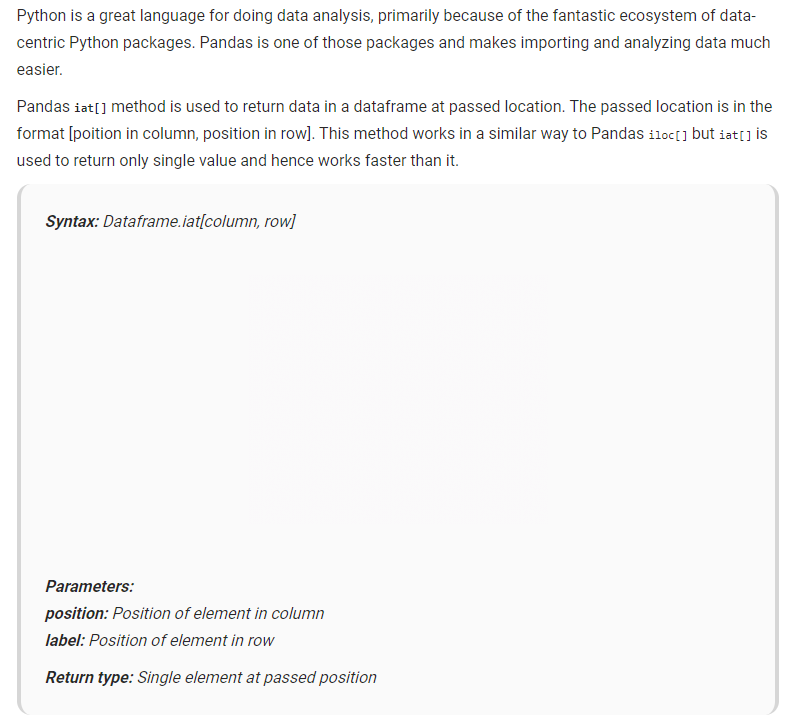 Python is a great language for doing data analysis, primarily because of the fantastic ecosystem of data-
centric Python packages. Pandas is one of those packages and makes importing and analyzing data much
easier.
Pandas iat[] method is used to return data in a dataframe at passed location. The passed location is in the
format [poition in column, position in row]. This method works in a similar way to Pandas iloc[] but iat[] is
used to return only single value and hence works faster than it.
Syntax: Dataframe.iat[column, row]
Parameters:
position: Position of element in column
label: Position of element in row
Return type: Single element at passed position